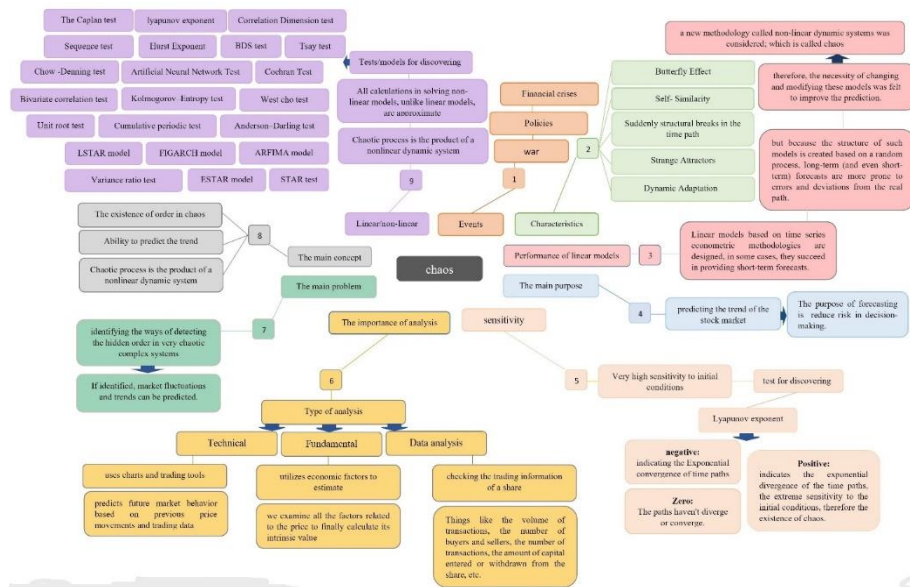 The Caplan test
lyapunov exponent
Correlation Dimension test
Sequence test
Hurst Exponent
BDS test
Tsay test
Chow -Denning test
Artificial Neural Network Test
Cochran Test
Bivariate correlation test
Kolmogorov–Entropy test
West cho test
Unit root test
Cumulative periodic test
Anderson–Darling test
LSTAR model
FIGARCH model
ARFIMA model
Variance ratio test
ESTAR model
STAR test
Tests/models for discovering
All calculations in solving non-
linear models, unlike linear models,
are approximate
Chaotic process is the product of a
nonlinear dynamic system
9
Linear/non-linear
Financial crises
Policies
war
1
Events
Butterfly Effect
Self- Similarity
Suddenly structural breaks in the
time path
Strange Attractors
Dynamic Adaptation
2
Characteristics
a new methodology called non-linear dynamic systems was
considered; which is called chaos
therefore, the necessity of changing
and modifying these models was felt
to improve the prediction.
but because the structure of such
models is created based on a random
process, long-term (and even short-
term) forecasts are more prone to
errors and deviations from the real
path.
Linear models based on time series
econometric methodologies are
designed, in some cases, they succeed
in providing short-term forecasts.
3
Performance of linear models
The existence of order in chaos
Ability to predict the trend
Chaotic process is the product of a
nonlinear dynamic system
8
The main concept
chaos
The main purpose
4
predicting the trend of the
stock market
The purpose of forecasting
is reduce risk in decision-
making.
The main problem
7
identifying the ways of detecting
the hidden order in very chaotic
complex systems
If identified, market fluctuations
and trends can be predicted.
The importance of analysis
6
Type of analysis
Technical
Fundamental
Data analysis
uses charts and trading tools
predicts future market behavior
based on previous price
movements and trading data
utilizes economic factors to
estimate
we examine all the factors related
to the price to finally calculate its
intrinsic value
checking the trading information
of a share
Things like the volume of
transactions, the number of
buyers and sellers, the number of
transactions, the amount of capital
entered or withdrawn from the
share, etc.
sensitivity
5
Very high sensitivity to initial
conditions
test for discovering
Lyapunov exponent
negative:
indicating the Exponential
convergence of time paths
Zero:
The paths haven't diverge
or converge.
Positive:
indicates the exponential
divergence of the time paths,
the extreme sensitivity to the
initial conditions, therefore the
existence of chaos.